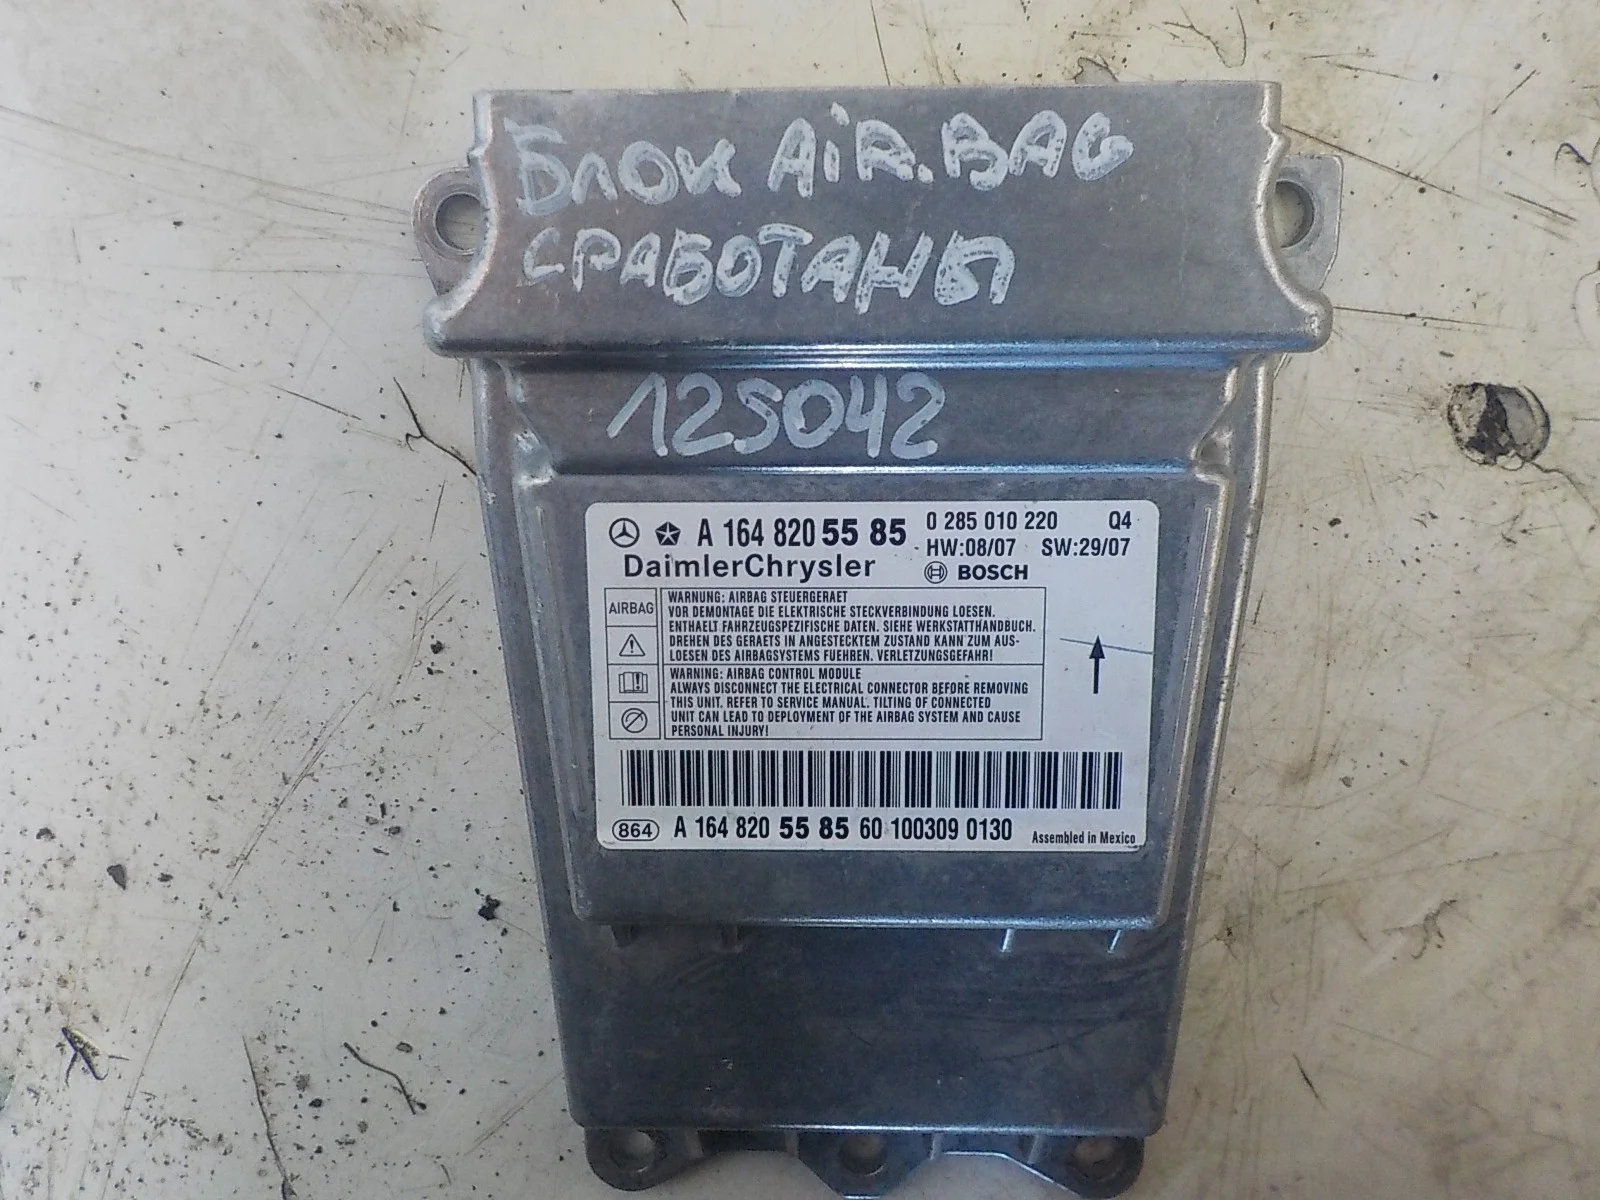 Блок AiR.BAG
СРАБОТАНЫ
125042
A 164 820 55 85
DaimlerChrysler
0 285 010 220 Q4
HW:08/07 SW:29/07
BOSCH
AIRBAG
WARNUNG: AIRBAG STEUERGERAET
VOR DEMONTAGE DIE ELEKTRISCHE STECKVERBINDUNG LOESEN.
ENTHAELT FAHRZEUGSPEZIFISCHE DATEN. SIEHE WERKSTATTHANDBUCH.
DREHEN DES GERAETS IN ANGESTECKTEM ZUSTAND KANN ZUM AUS-
LOESEN DES AIRBAGSYSTEMS FUEHREN. VERLETZUNGSGEFAHR!
WARNING: AIRBAG CONTROL MODULE
ALWAYS DISCONNECT THE ELECTRICAL CONNECTOR BEFORE REMOVING
THIS UNIT. REFER TO SERVICE MANUAL. TILTING OF CONNECTED
UNIT CAN LEAD TO DEPLOYMENT OF THE AIRBAG SYSTEM AND CAUSE
PERSONAL INJURY!
864 A 164 820 55 85 60 100309 0130 Assembled in Mexico